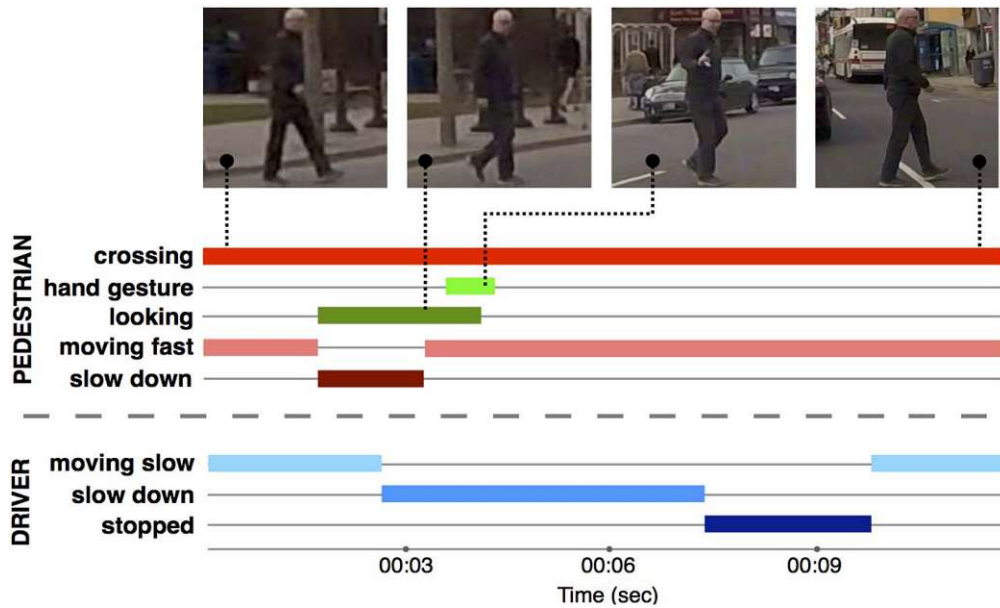 PEDESTRIAN
crossing
hand gesture
looking
moving fast
slow down
DRIVER
moving slow
slow down
stopped
00:03
00:06
00:09
Time (sec)